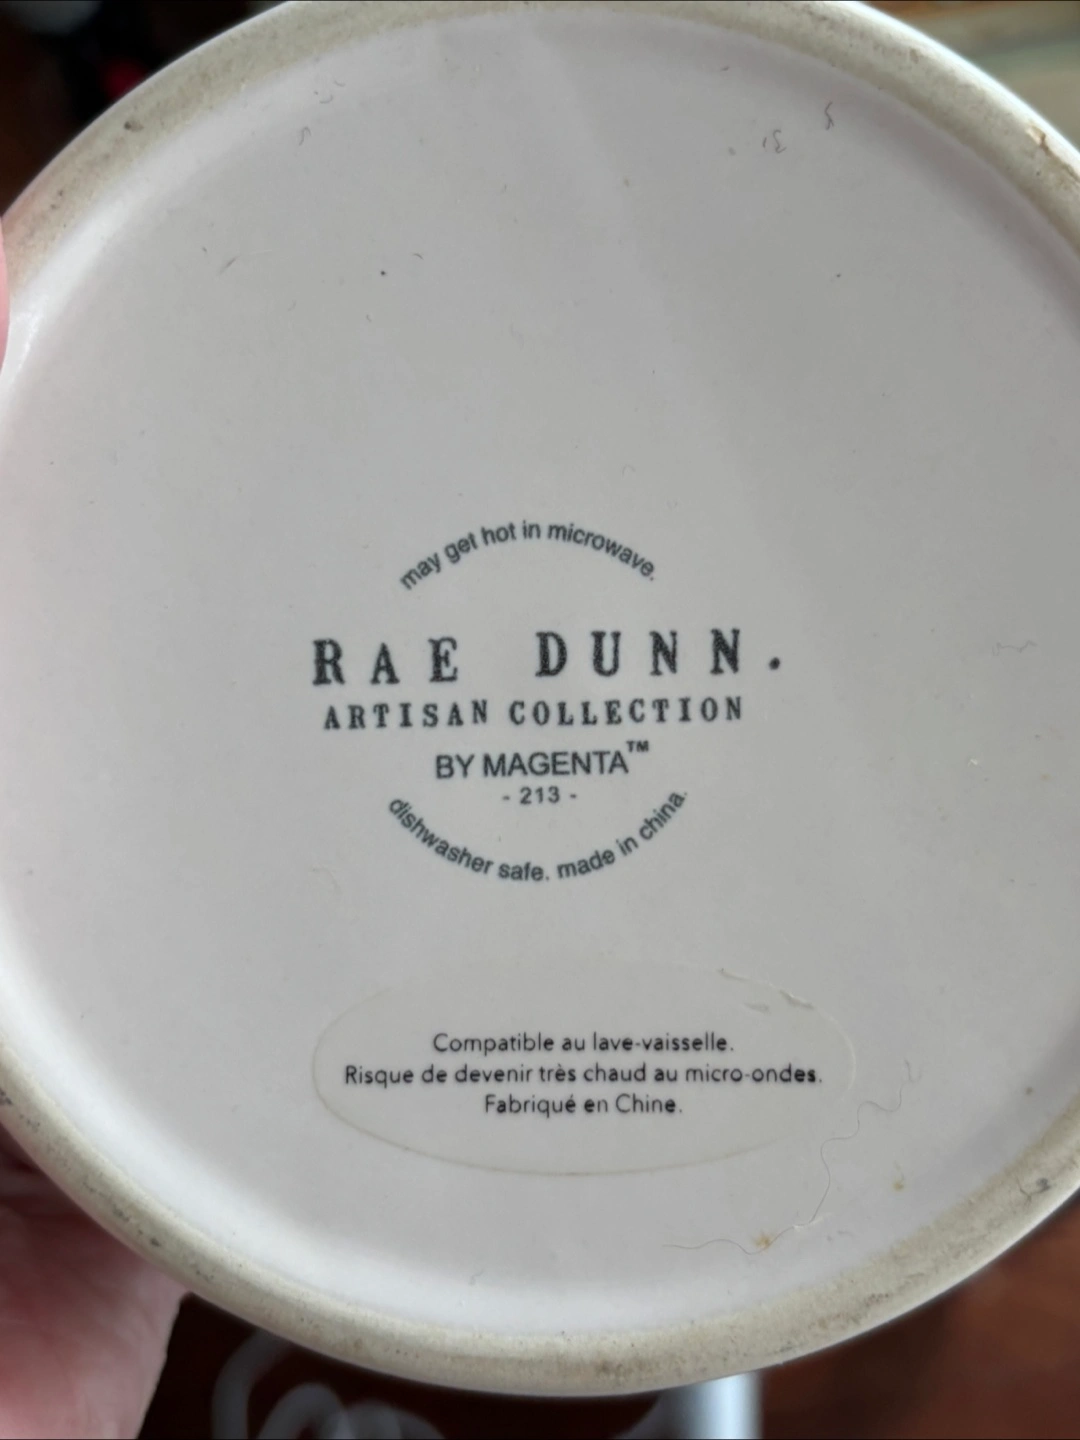 may get hot in microwave.
RAE DUNN.
ARTISAN COLLECTION
BY MAGENTA™
- 213 -
dishwasher safe. made in china.
Compatible au lave-vaisselle.
Risque de devenir très chaud au micro-ondes.
Fabriqué en Chine.